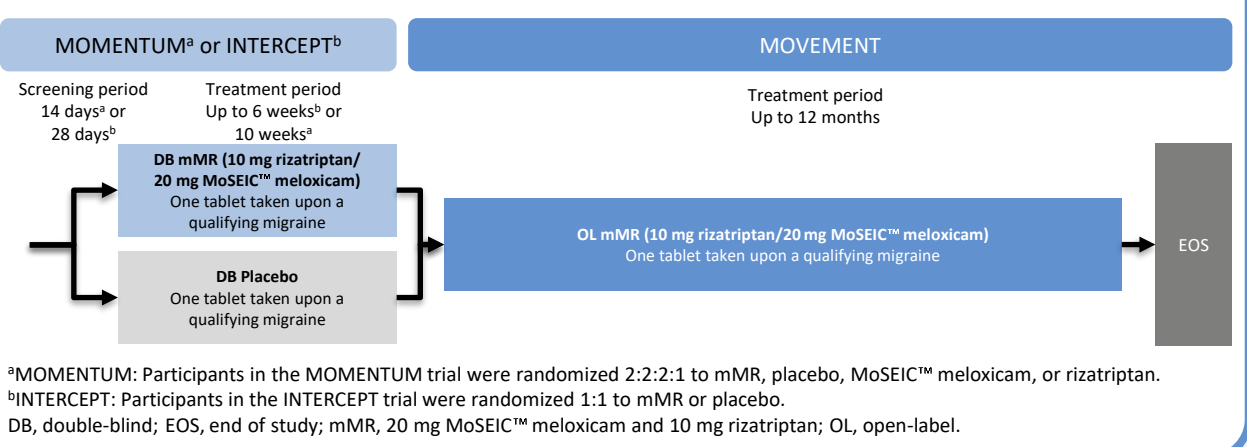 MOMENTUMᵃ or INTERCEPTᵇ
MOVEMENT
Screening period
14 daysᵃ or
28 daysᵇ
Treatment period
Up to 6 weeksᵇ or
10 weeksᵃ
Treatment period
Up to 12 months
DB mMR (10 mg rizatriptan/
20 mg MoSEIC™ meloxicam)
One tablet taken upon a
qualifying migraine
DB Placebo
One tablet taken upon a
qualifying migraine
OL mMR (10 mg rizatriptan/20 mg MoSEIC™ meloxicam)
One tablet taken upon a qualifying migraine
EOS
ᵃMOMENTUM: Participants in the MOMENTUM trial were randomized 2:2:2:1 to mMR, placebo, MoSEIC™ meloxicam, or rizatriptan.
ᵇINTERCEPT: Participants in the INTERCEPT trial were randomized 1:1 to mMR or placebo.
DB, double-blind; EOS, end of study; mMR, 20 mg MoSEIC™ meloxicam and 10 mg rizatriptan; OL, open-label.